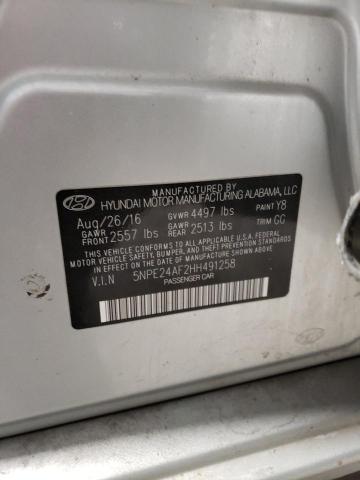 MANUFACTURED BY
HYUNDAI MOTOR MANUFACTURING ALABAMA, LLC
Aug/26/16 GVWR 4497 lbs PAINT Y8
GAWR FRONT 2557 lbs GAWR REAR 2513 lbs TRIM GG
THIS VEHICLE CONFORMS TO ALL APPLICABLE U.S.A FEDERAL
MOTOR VEHICLE SAFETY, BUMPER, AND THEFT PREVENTION
STANDARDS IN EFFECT ON THE DATE OF MANUFACTURE
SHOWN ABOVE.
V.I.N 5NPE24AF2HH491258
PASSENGER CAR